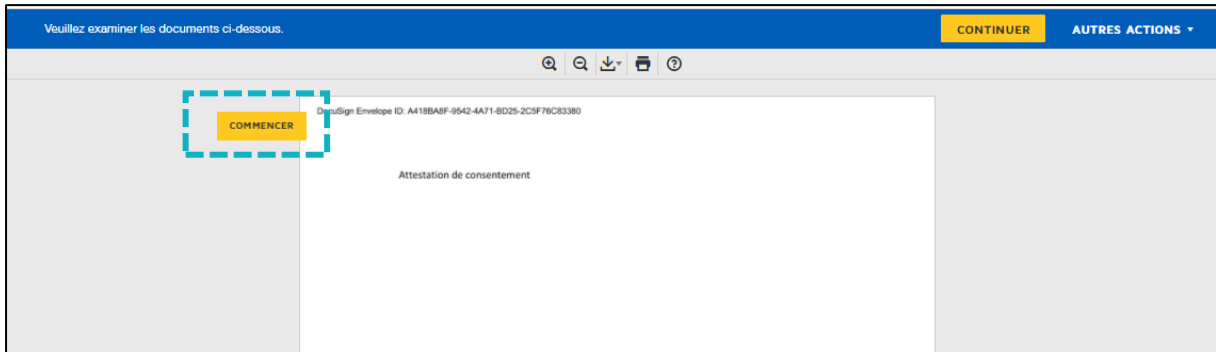 Veuillez examiner les documents ci-dessous.
CONTINUER
AUTRES ACTIONS
COMMENCER
DocuSign Envelope ID: A418BA8F-9542-4A71-BD25-2C5F76C83380
Attestation de consentement